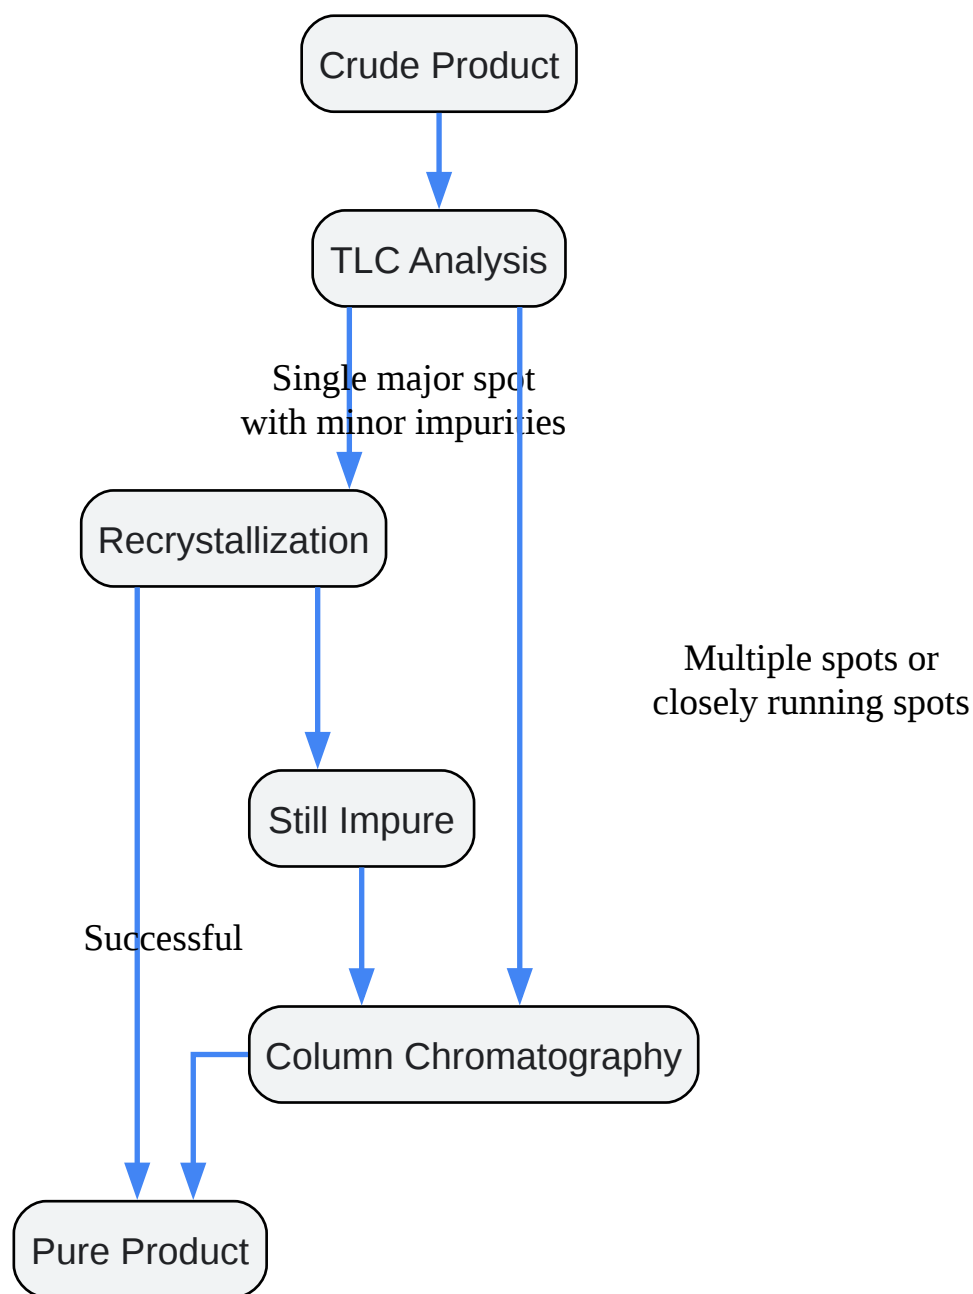 Crude Product
TLC Analysis
Single major spot
with minor impurities
Recrystallization
Multiple spots or
closely running spots
Still Impure
Successful
Column Chromatography
Pure Product